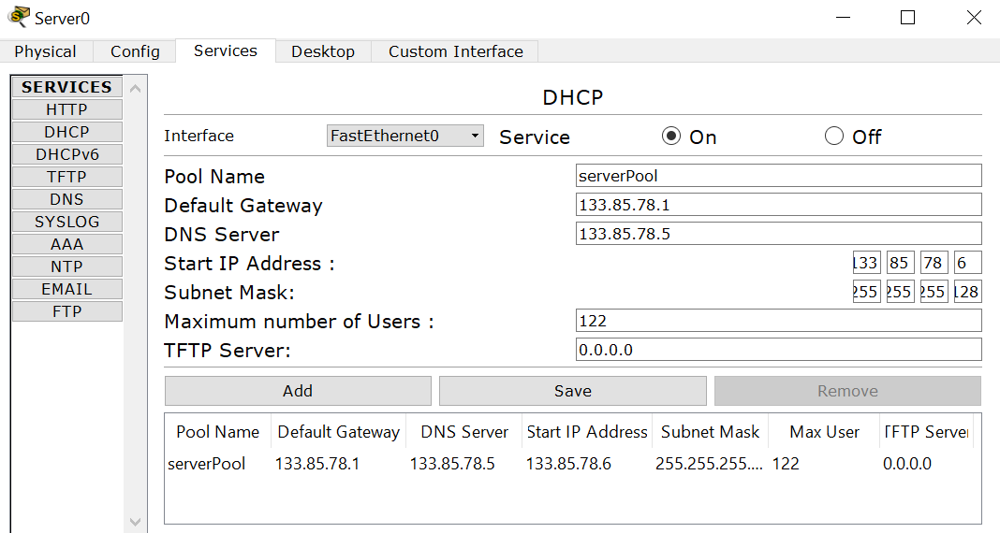 Server0
Physical Config Services Desktop Custom Interface
SERVICES
HTTP
DHCP
DHCPv6
TFTP
DNS
SYSLOG
AAA
NTP
EMAIL
FTP
DHCP
Interface FastEthernet0 Service On Off
Pool Name serverPool
Default Gateway 133.85.78.1
DNS Server 133.85.78.5
Start IP Address : 133 85 78 6
Subnet Mask: 255 255 255 128
Maximum number of Users : 122
TFTP Server: 0.0.0.0
Add Save Remove
Pool Name Default Gateway DNS Server Start IP Address Subnet Mask Max User TFTP Server
serverPool 133.85.78.1 133.85.78.5 133.85.78.6 255.255.255.... 122 0.0.0.0